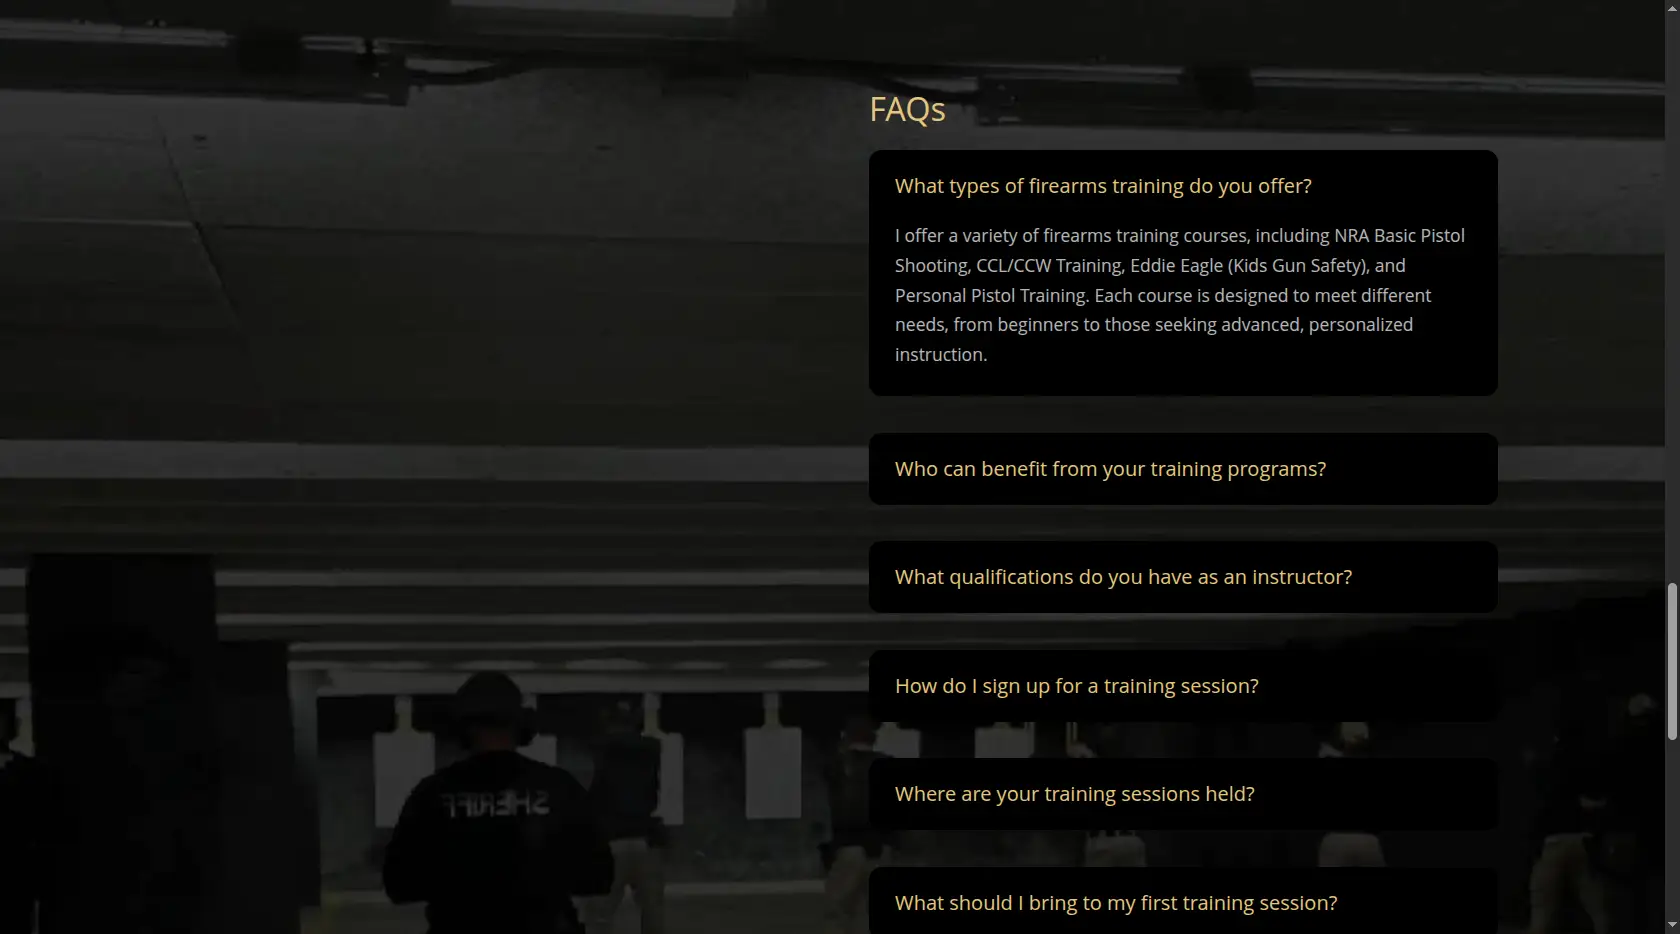 FAQs
What types of firearms training do you offer?
I offer a variety of firearms training courses, including NRA Basic Pistol
Shooting, CCL/CCW Training, Eddie Eagle (Kids Gun Safety), and
Personal Pistol Training. Each course is designed to meet different
needs, from beginners to those seeking advanced, personalized
instruction.
Who can benefit from your training programs?
What qualifications do you have as an instructor?
How do I sign up for a training session?
Where are your training sessions held?
SHERIFF
What should I bring to my first training session?